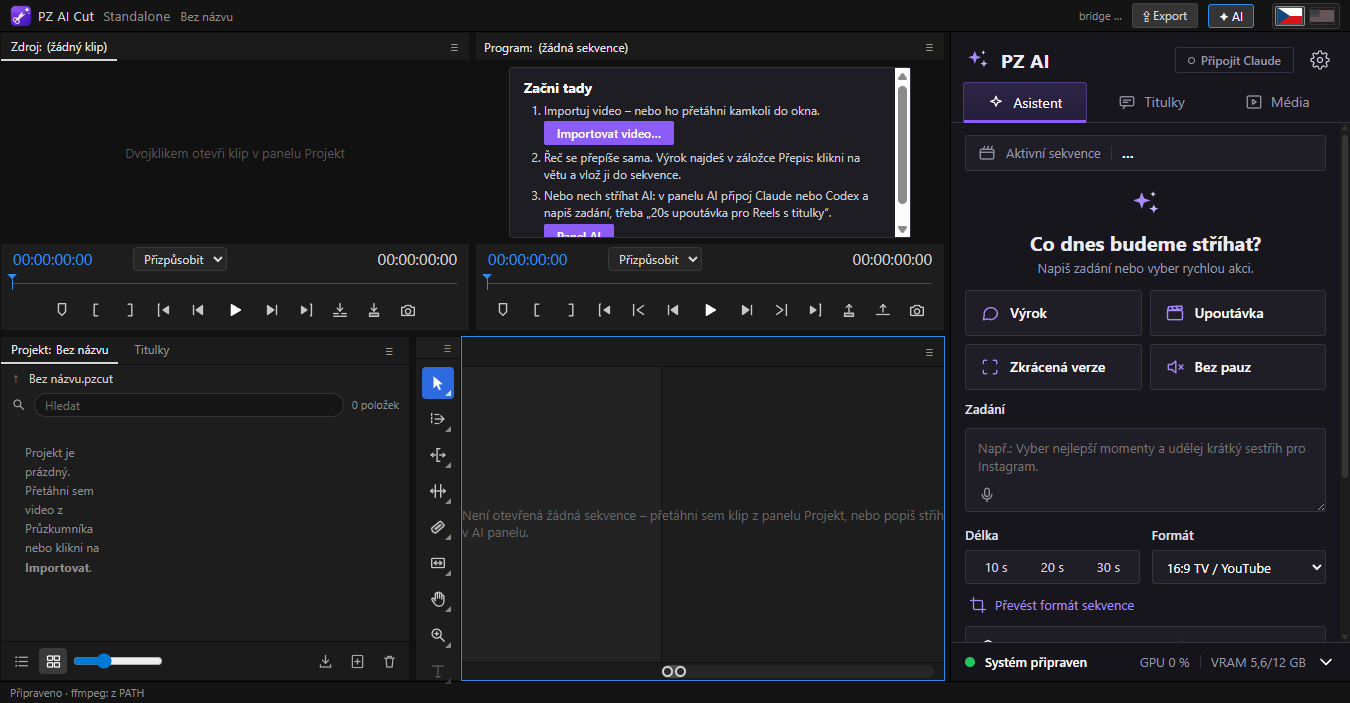 PZ AI Cut Standalone Bez názvu
bridge ... Export AI
Zdroj: (žádný klip)
Program: (žádná sekvence)
Dvojklikem otevři klip v panelu Projekt
Začni tady
1. Importuj video – nebo ho přetáhni kamkoli do okna.
Importovat video...
2. Řeč se přepíše sama. Výrok najdeš v záložce Přepis: klikni na
větu a vlož ji do sekvence.
3. Nebo nech stříhat AI: v panelu AI připoj Claude nebo Codex a
napiš zadání, třeba „20s upoutávka pro Reels s titulky“.
Panel AI
00:00:00:00 Přizpůsobit 00:00:00:00
00:00:00:00 Přizpůsobit 00:00:00:00
Projekt: Bez názvu Titulky
Bez názvu.pzcut
Hledat 0 položek
Projekt je
prázdný.
Přetáhni sem
video z
Průzkumníka
nebo klikni na
Importovat.
Není otevřená žádná sekvence – přetáhni sem klip z panelu Projekt, nebo popiš střih
v AI panelu.
PZ AI Připojit Claude
Asistent Titulky Média
Aktivní sekvence ...
Co dnes budeme stříhat?
Napiš zadání nebo vyber rychlou akci.
Výrok Upoutávka
Zkrácená verze Bez pauz
Zadání
Např.: Vyber nejlepší momenty a udělej krátký sestřih pro
Instagram.
Délka Formát
10 s 20 s 30 s 16:9 TV / YouTube
Převést formát sekvence
Systém připraven GPU 0 % VRAM 5,6/12 GB
Připraveno · ffmpeg: z PATH